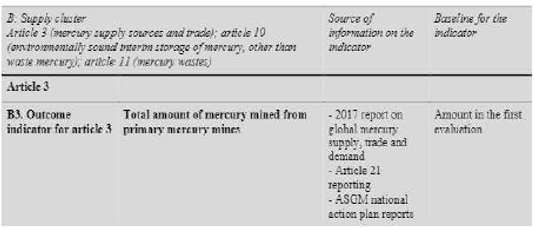 B: Supply cluster
Article 3 (mercury supply sources and trade); article 10
(environmentally sound interim storage of mercury, other than
waste mercury); article 11 (mercury wastes)
Source of
information on the
indicator
Baseline for the
indicator
Article 3
B3. Outcome
indicator for article 3
Total amount of mercury mined from
primary mercury mines
- 2017 report on
global mercury
supply, trade and
demand
- Article 21
reporting
- ASGM national
action plan reports
Amount in the first
evaluation